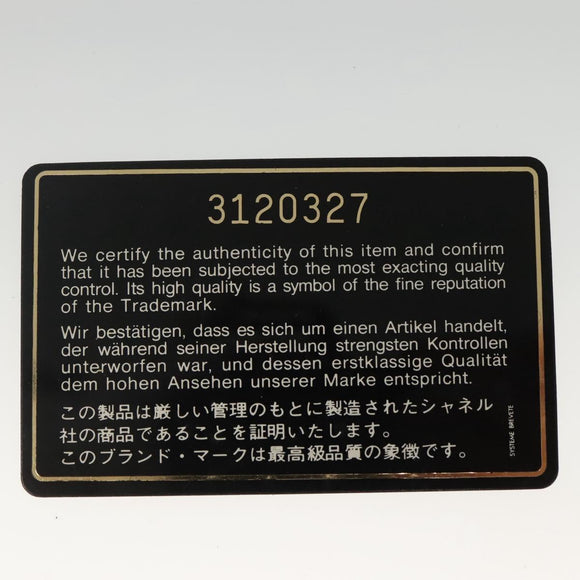 3120327
We certify the authenticity of this item and confirm
that it has been subjected to the most exacting quality
control. Its high quality is a symbol of the fine reputation
of the Trademark.
Wir bestätigen, dass es sich um einen Artikel handelt,
der während seiner Herstellung strengsten Kontrollen
unterworfen war, und dessen erstklassige Qualität
dem hohen Ansehen unserer Marke entspricht.
この製品は厳しい管理のもとに製造されたシャネル
社の商品であることを証明いたします。
このブランド・マークは最高級品質の象徴です。
SYSTEME BREVETE